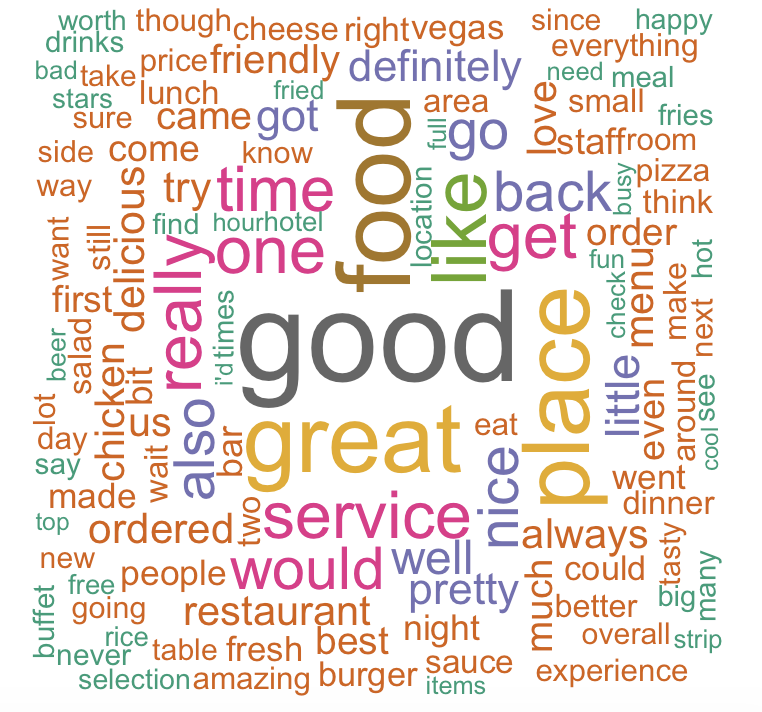 worth though cheese right vegas since happy
drinks everything
bad take price friendly definitely need meal
stars lunch fried area love small
sure came got full go fries
food
side come know staff room
way try time like back busy pizza
location think
delicious find hour hotel get order
want still really one fun menu hot
first i'd times good place check make
beer salad next
chicken bit little around see
lot us also great eat even cool
day bar
say wait nice went
made dinner
top ordered two service always tasty
new people would well could many
buffet free pretty much better big
going restaurant night overall strip
rice table fresh best
never sauce
selection amazing burger items experience